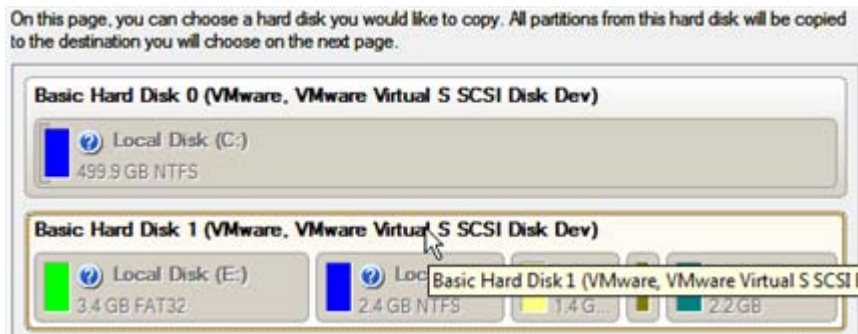 On this page, you can choose a hard disk you would like to copy. All partitions from this hard disk will be copied
to the destination you will choose on the next page.
Basic Hard Disk 0 (VMware, VMware Virtual S SCSI Disk Dev)
Local Disk (C:)
499.9 GB NTFS
Basic Hard Disk 1 (VMware, VMware Virtual S SCSI Disk Dev)
Local Disk (E:)
Loc
Basic Hard Disk 1 (VMware, VMware Virtual S SCSI
3.4 GB FAT32
2.4 GB NTFS
1.4 G...
2.2 GB